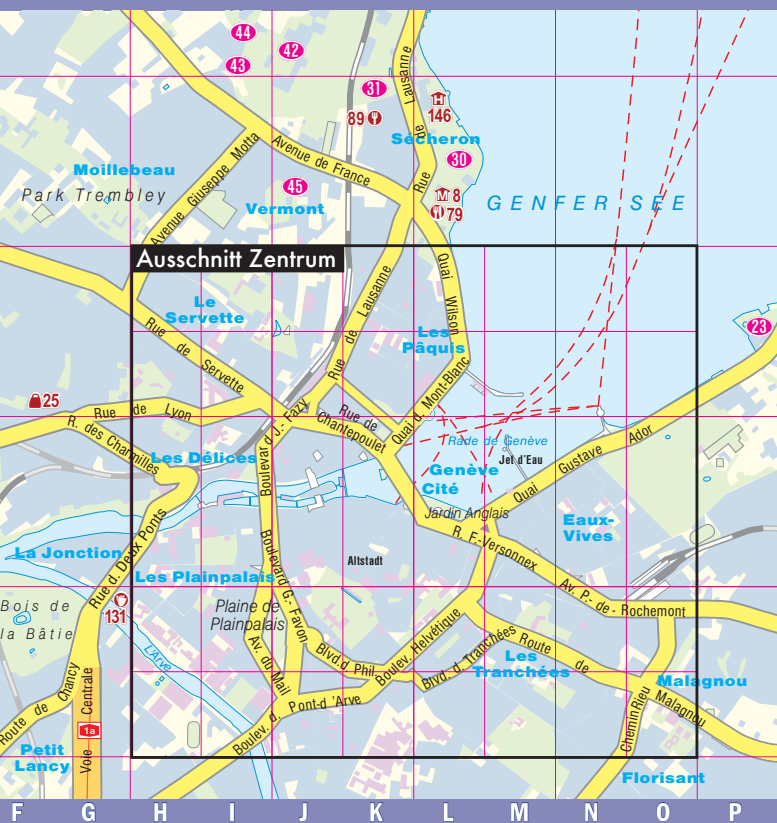 44
42
43
31
89
146
Lausanne
Sécheron
de
Rue
30
8
79
Avenue de France
Avenue Giuseppe Motta
Moillebeau
Park Trembley
45
Vermont
GENFER SEE
Ausschnitt Zentrum
Quai Wilson
Rue de Lausanne
Le
Servette
Rue de Servette
Les
Pâquis
23
Quai d. Mont-Blanc
25
Rue de Lyon
R. des Charmilles
Rue de
Chantepoulet
Boulevar d J.- Fazy
Rade de Genève
Jet d'Eau
Quai Gustave Ador
Les Délices
Genève
Cité
Jardin Anglais
R. F.-Versonnex
Eaux-
Vives
La Jonction
Rue d. Deux Ponts
Altstadt
Les Plainpalais
Boulevard G.- Favon
Av. P.- de - Rochemont
Bois de
la Bâtie
131
Plaine de
Plainpalais
L'Arve
Av. du Mail
Blvd.d Phil.
Boulev. Helvétique
Blvd. d. Tranchées
Route de Malagnou
Les
Tranchées
Malagnou
Route de Chancy
Voie Centrale
1a
Petit
Lancy
Boulev. d. Pont-d 'Arve
Chemin Rieu
Florisant
F G H I J K L M N O P